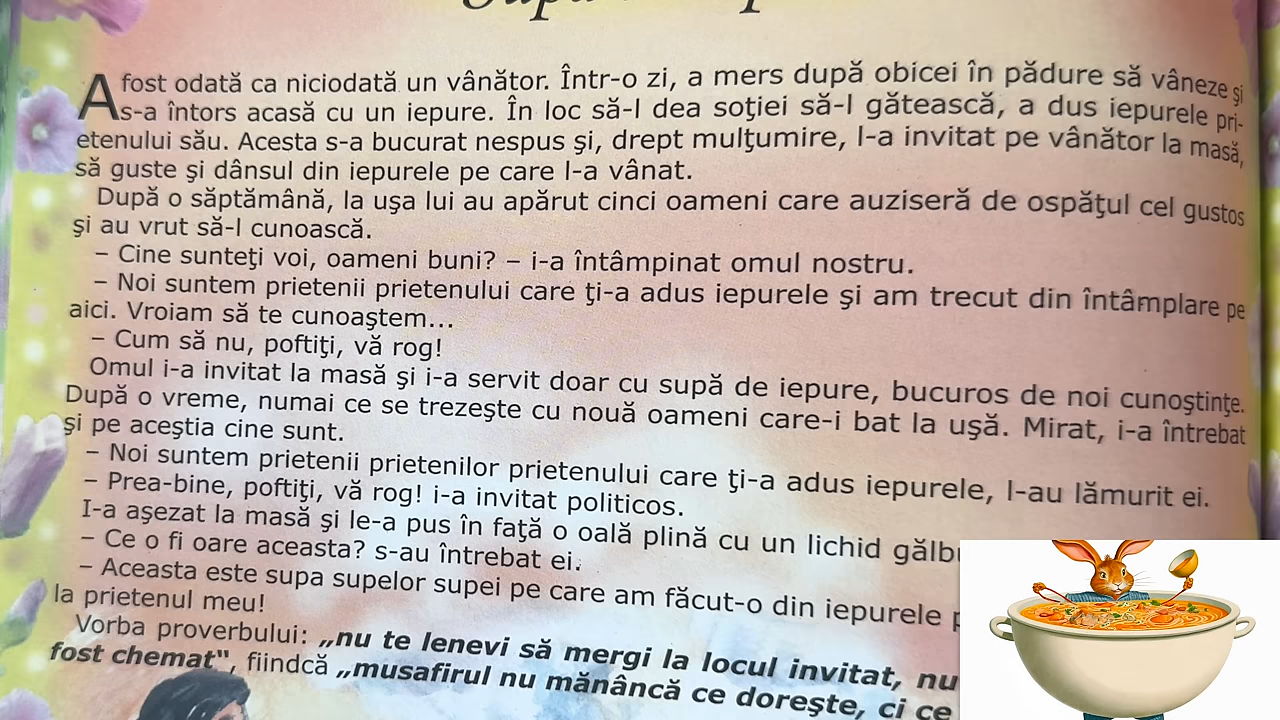 A fost odată ca niciodată un vânător. Într-o zi, a mers după obicei în pădure să vâneze şi
s-a întors acasă cu un iepure. În loc să-l dea soţiei să-l gătească, a dus iepurele pri-
etenului său. Acesta s-a bucurat nespus şi, drept mulţumire, l-a invitat pe vânător la masă,
să guste şi dânsul din iepurele pe care l-a vânat.
După o săptămână, la uşa lui au apărut cinci oameni care auziseră de ospăţul cel gustos
şi au vrut să-l cunoască.
– Cine sunteţi voi, oameni buni? – i-a întâmpinat omul nostru.
– Noi suntem prietenii prietenului care ţi-a adus iepurele şi am trecut din întâmplare pe
aici. Vroiam să te cunoaştem...
– Cum să nu, poftiţi, vă rog!
Omul i-a invitat la masă şi i-a servit doar cu supă de iepure, bucuros de noi cunoştinţe.
După o vreme, numai ce se trezeşte cu nouă oameni care-i bat la uşă. Mirat, i-a întrebat
şi pe aceştia cine sunt.
– Noi suntem prietenii prietenilor prietenului care ţi-a adus iepurele, l-au lămurit ei.
– Prea-bine, poftiţi, vă rog! i-a invitat politicos.
I-a aşezat la masă şi le-a pus în faţă o oală plină cu un lichid
– Ce o fi oare aceasta? s-au întrebat ei.
– Aceasta este supa supelor supei pe care am făcut-o din iepurele
la prietenul meu!
Vorba proverbului: „nu te lenevi să mergi la locul invitat, nu
fost chemat", fiindcă „musafirul nu mănâncă ce doreşte, ci ce